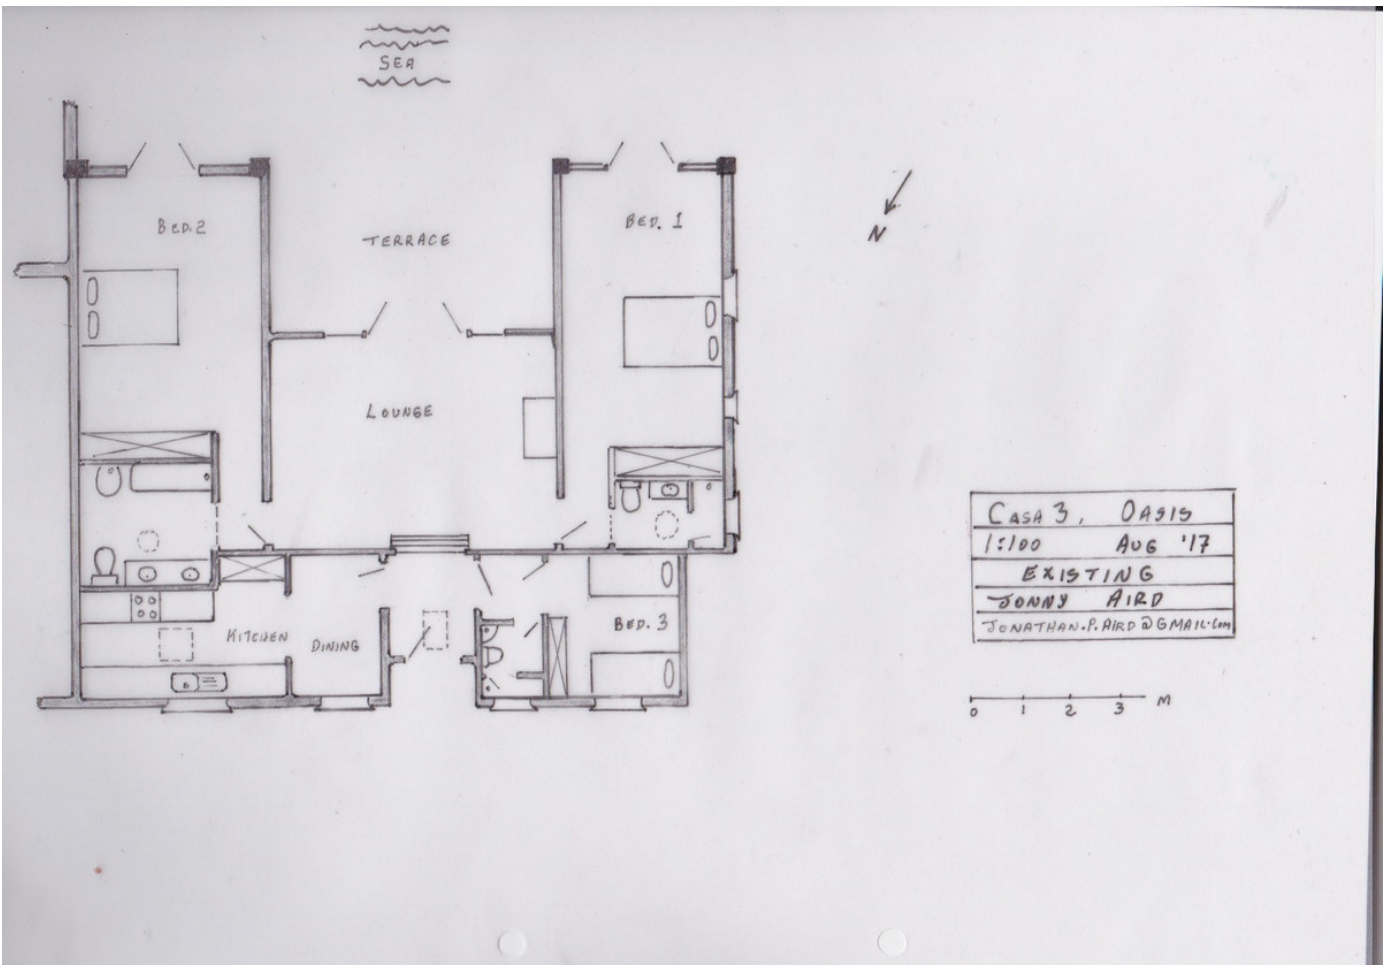 SEA
BED.2
BED. 1
TERRACE
N
LOUNGE
CASA 3, OASIS
1:100 AUG '17
EXISTING
JONNY AIRD
JONATHAN.P.AIRD@GMAIL.com
KITCHEN
DINING
BED. 3
0 1 2 3 M